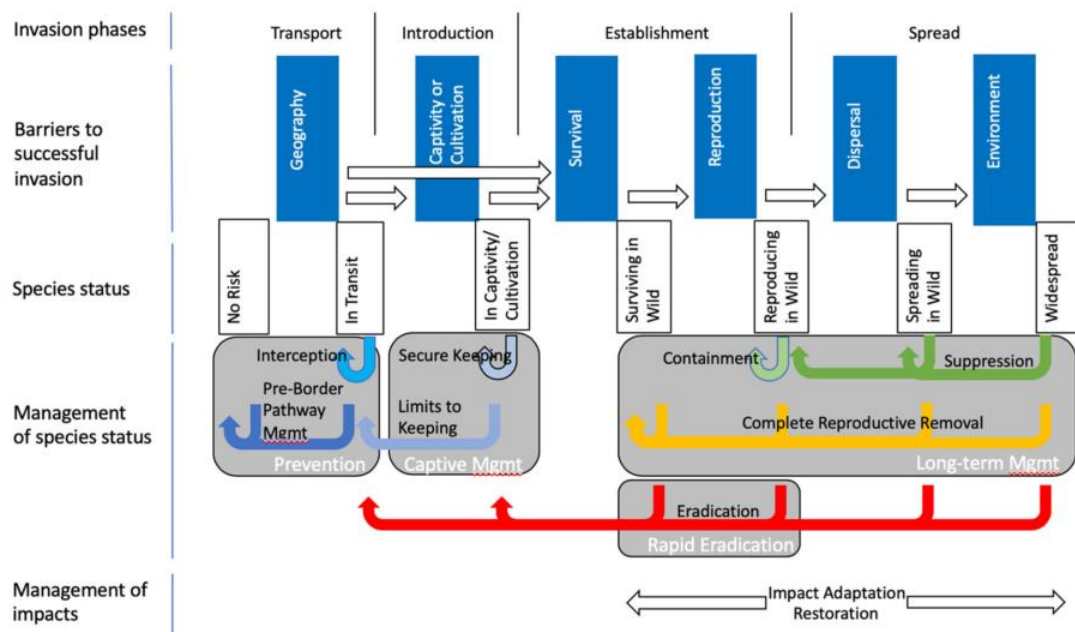 Invasion phases
Transport
Introduction
Establishment
Spread
Barriers to
successful
invasion
Geography
Captivity or
Cultivation
Survival
Reproduction
Dispersal
Environment
Species status
No Risk
In Transit
In Captivity/
Cultivation
Surviving in
Wild
Reproducing
in Wild
Spreading
in Wild
Widespread
Management
of species status
Interception
Pre-Border
Pathway
Mgmt
Prevention
Secure Keeping
Limits to
Keeping
Captive Mgmt
Containment
Suppression
Complete Reproductive Removal
Long-term Mgmt
Eradication
Rapid Eradication
Management of
impacts
Impact Adaptation
Restoration